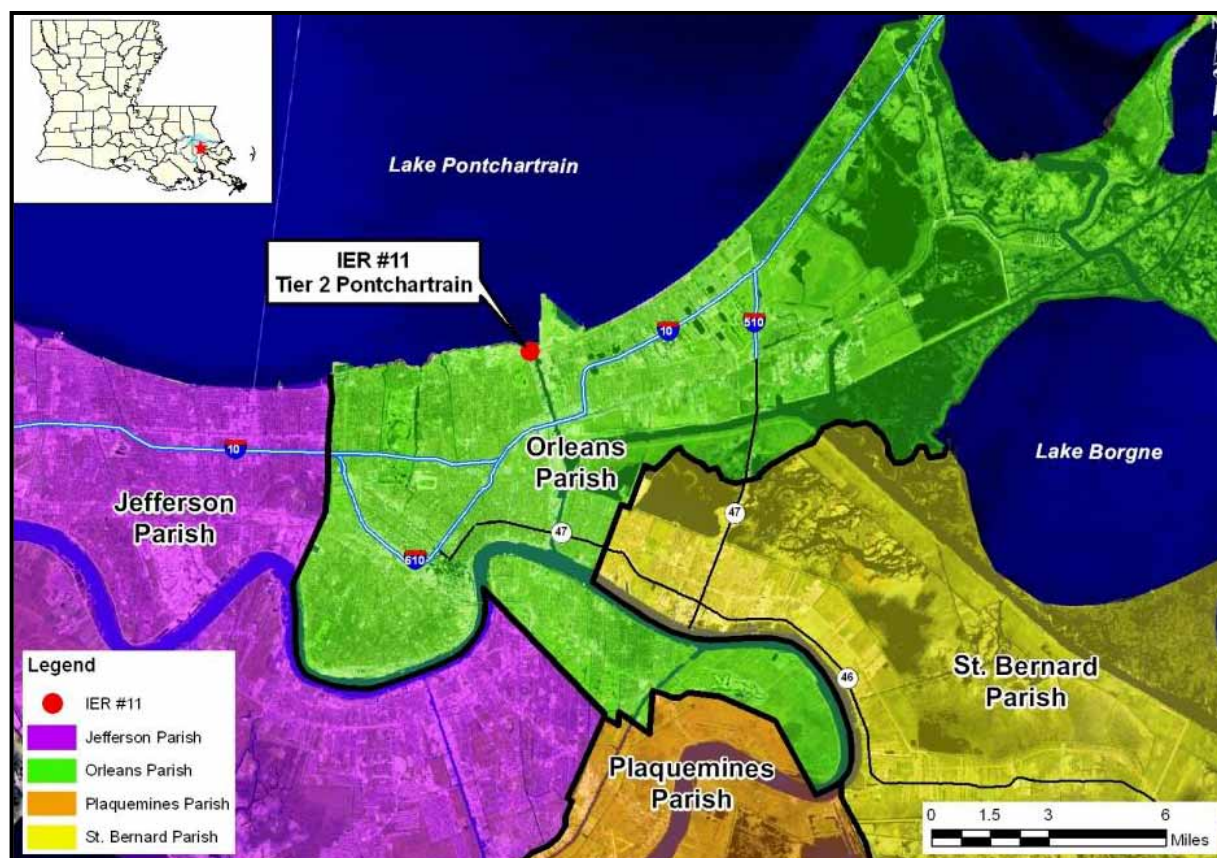 Lake Pontchartrain
IER #11
Tier 2 Pontchartrain
10
510
Lake Borgne
Orleans
Parish
10
Jefferson
Parish
47
47
610
St. Bernard
Parish
46
Plaquemines
Parish
Legend
IER #11
Jefferson Parish
Orleans Parish
Plaquemines Parish
St. Bernard Parish
0 1.5 3 6
Miles